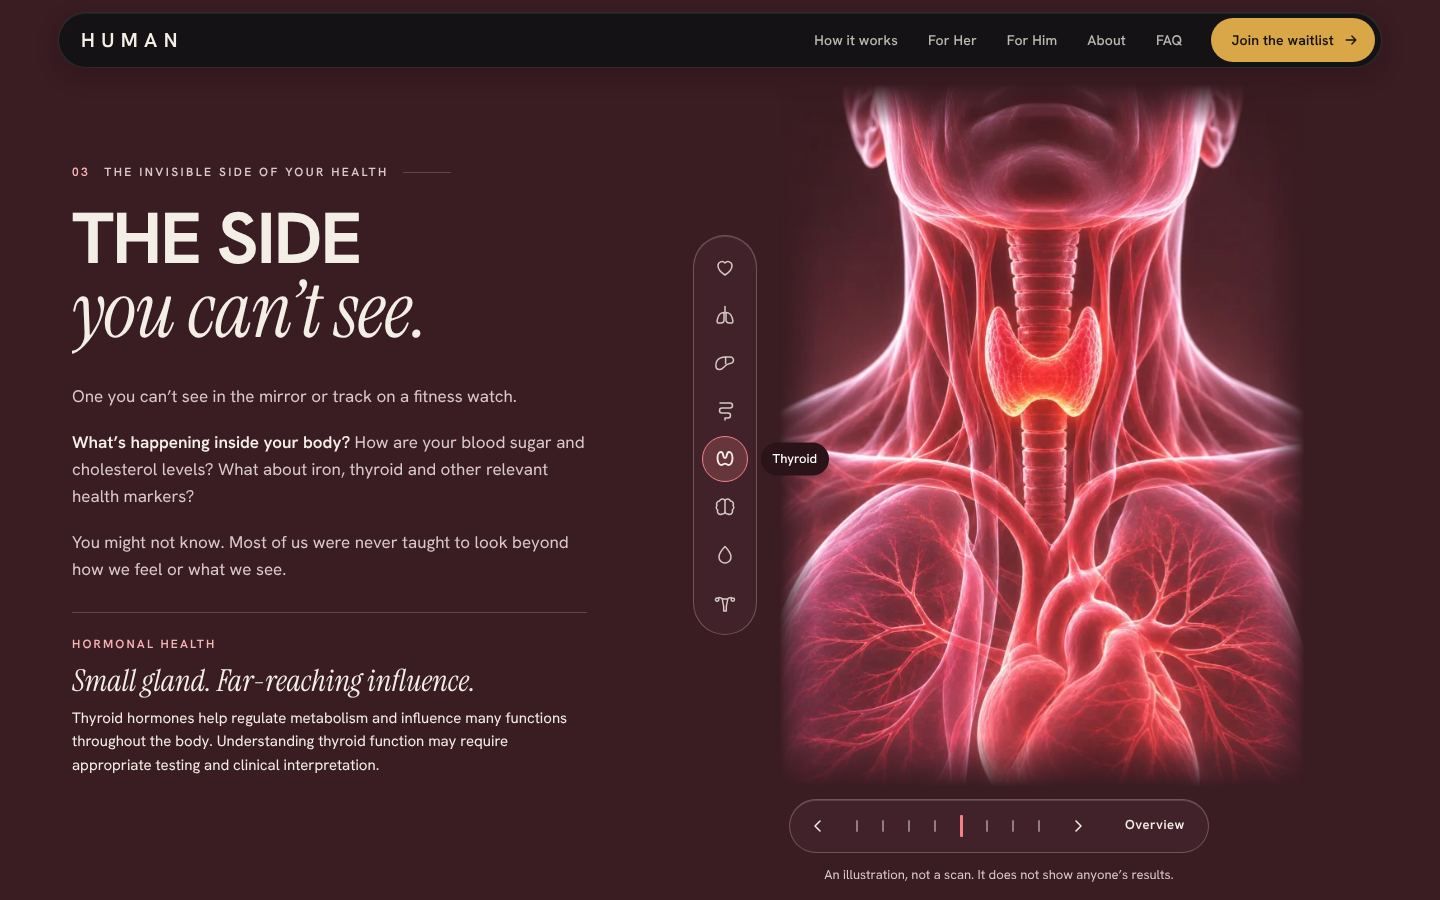 HUMAN
How it works
For Her
For Him
About
FAQ
Join the waitlist
03 THE INVISIBLE SIDE OF YOUR HEALTH
THE SIDE
you can’t see.
One you can’t see in the mirror or track on a fitness watch.
What’s happening inside your body? How are your blood sugar and
cholesterol levels? What about iron, thyroid and other relevant
health markers?
You might not know. Most of us were never taught to look beyond
how we feel or what we see.
HORMONAL HEALTH
Small gland. Far-reaching influence.
Thyroid hormones help regulate metabolism and influence many functions
throughout the body. Understanding thyroid function may require
appropriate testing and clinical interpretation.
Thyroid
Overview
An illustration, not a scan. It does not show anyone’s results.